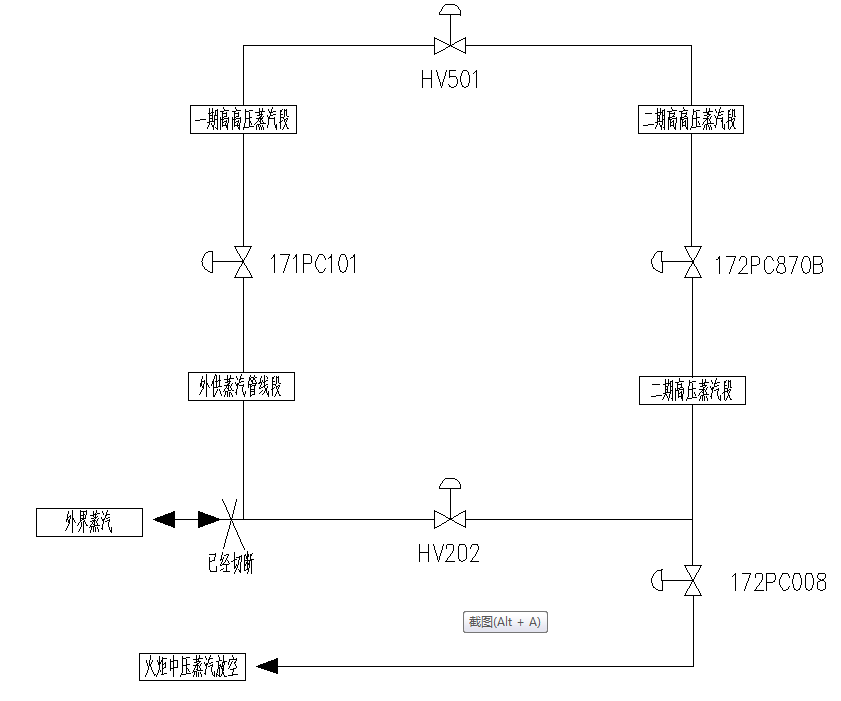 HV501
一期高高压蒸汽段
二期高高压蒸汽段
171PC101
172PC870B
外供蒸汽管线段
二期高压蒸汽段
外界蒸汽
已经切断
HV202
172PC008
截图(Alt + A)
火炬中压蒸汽放空